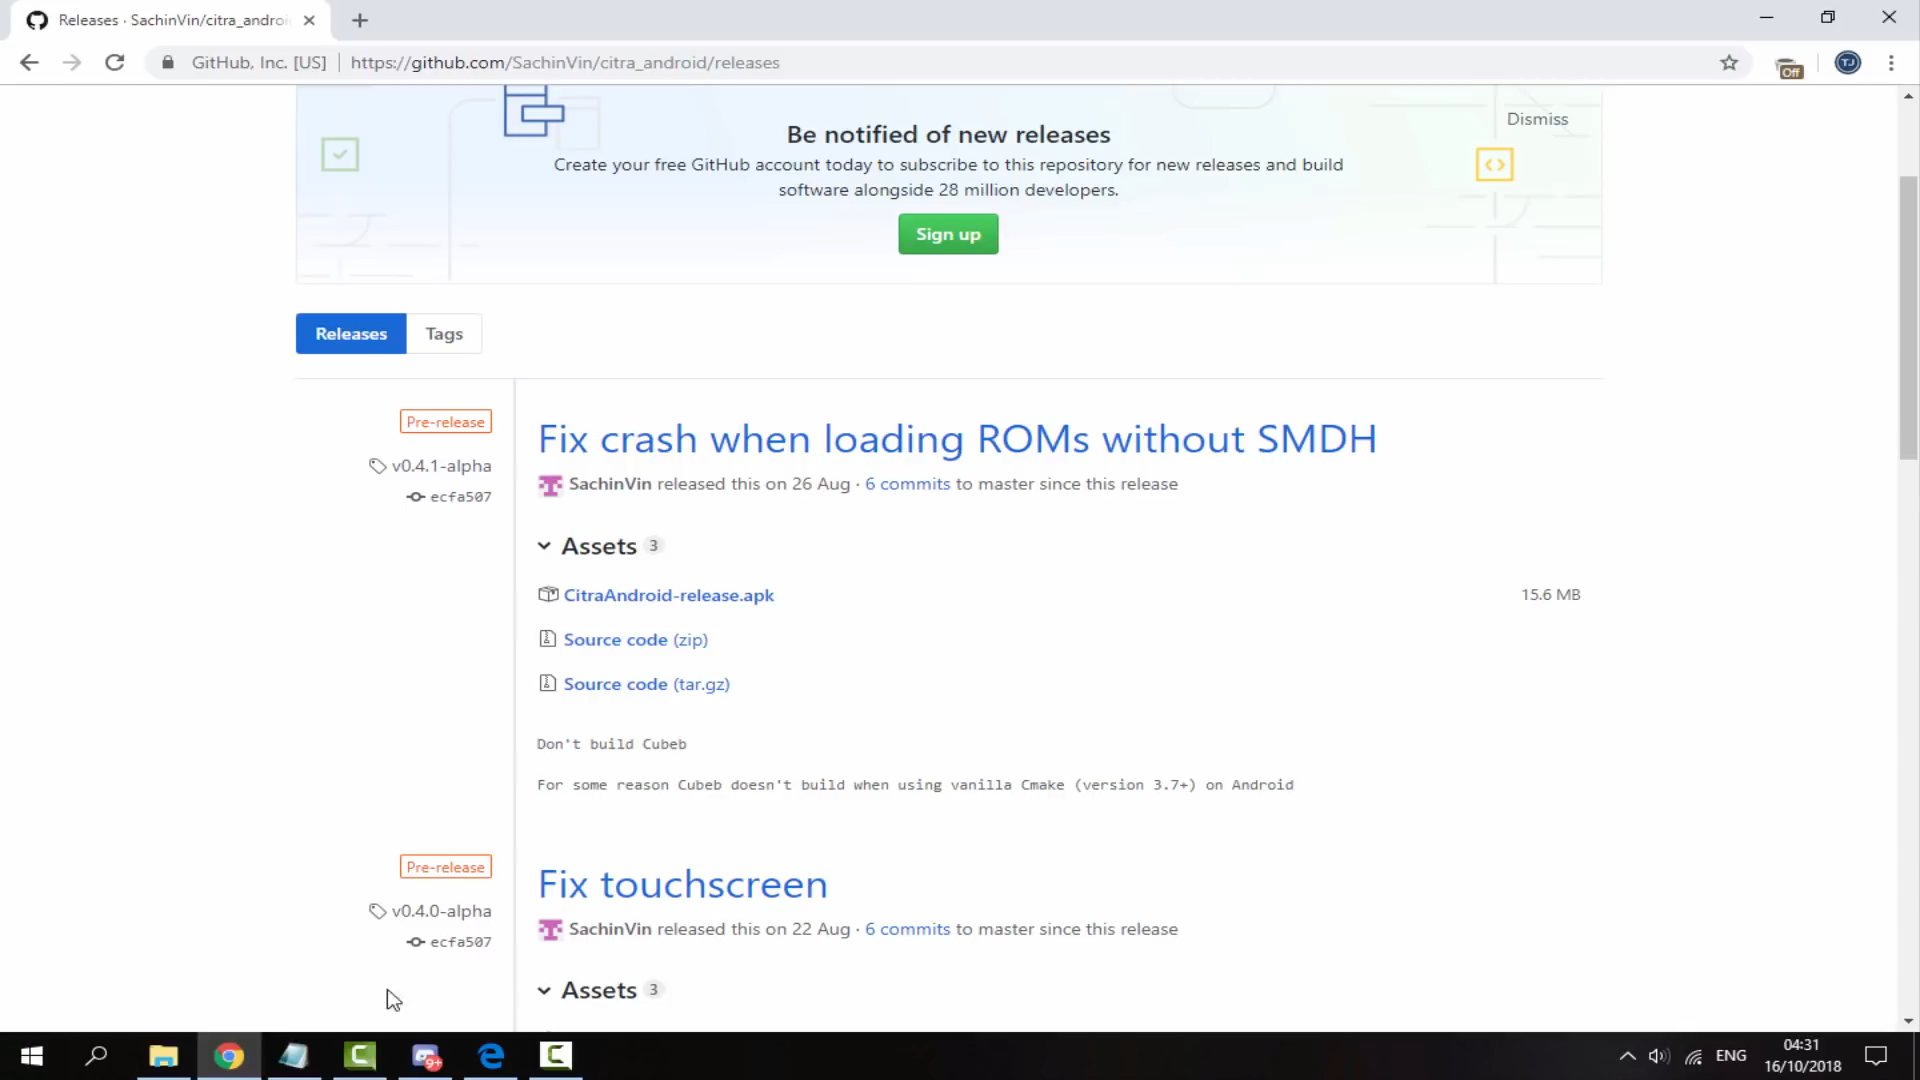 Releases · SachinVin/citra_androi
GitHub, Inc. [US] https://github.com/SachinVin/citra_android/releases
Off
TJ
Be notified of new releases
Dismiss
Create your free GitHub account today to subscribe to this repository for new releases and build
software alongside 28 million developers.
Sign up
Releases Tags
Pre-release
v0.4.1-alpha
ecfa507
Fix crash when loading ROMs without SMDH
SachinVin released this on 26 Aug · 6 commits to master since this release
Assets 3
CitraAndroid-release.apk 15.6 MB
Source code (zip)
Source code (tar.gz)
Don't build Cubeb
For some reason Cubeb doesn't build when using vanilla Cmake (version 3.7+) on Android
Pre-release
v0.4.0-alpha
ecfa507
Fix touchscreen
SachinVin released this on 22 Aug · 6 commits to master since this release
Assets 3
9+
ENG
04:31
16/10/2018